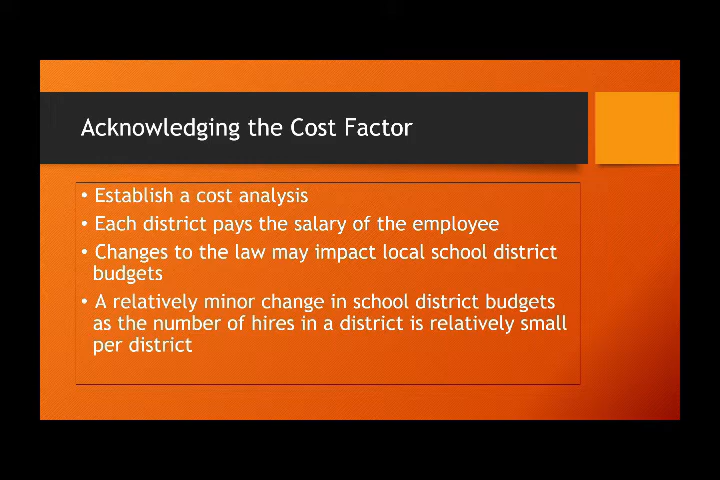 Acknowledging the Cost Factor
• Establish a cost analysis
• Each district pays the salary of the employee
• Changes to the law may impact local school district
budgets
• A relatively minor change in school district budgets
as the number of hires in a district is relatively small
per district